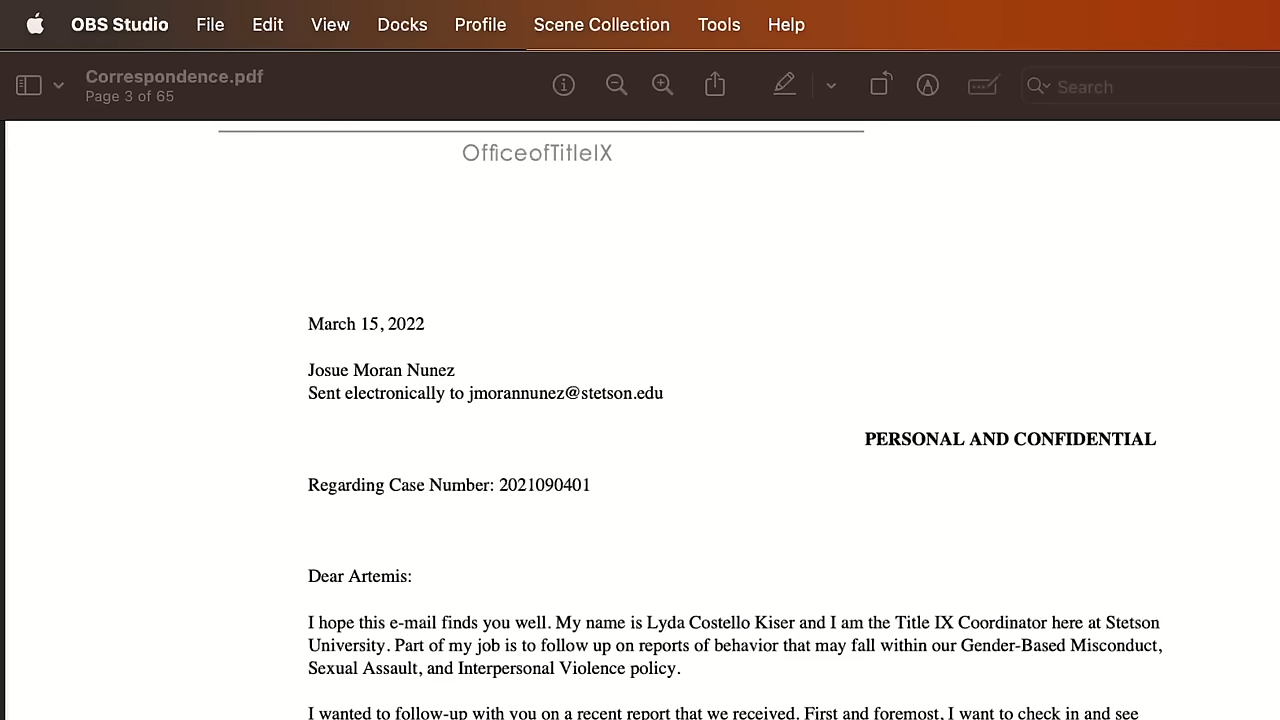 OBS Studio File Edit View Docks Profile Scene Collection Tools Help
Correspondence.pdf
Page 3 of 65
Search
OfficeofTitleIX
March 15, 2022
Josue Moran Nunez
Sent electronically to jmorannunez@stetson.edu
PERSONAL AND CONFIDENTIAL
Regarding Case Number: 2021090401
Dear Artemis:
I hope this e-mail finds you well. My name is Lyda Costello Kiser and I am the Title IX Coordinator here at Stetson
University. Part of my job is to follow up on reports of behavior that may fall within our Gender-Based Misconduct,
Sexual Assault, and Interpersonal Violence policy.
I wanted to follow-up with you on a recent report that we received. First and foremost, I want to check in and see